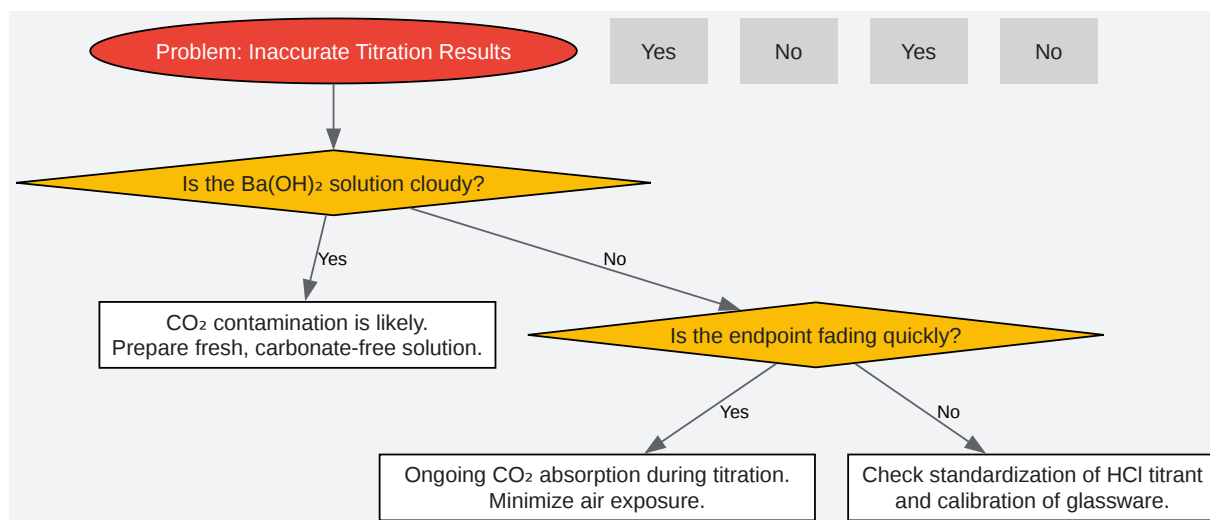 Problem: Inaccurate Titration Results
Yes
No
Yes
No
Is the Ba(OH)₂ solution cloudy?
Yes
No
CO₂ contamination is likely.
Prepare fresh, carbonate-free solution.
Is the endpoint fading quickly?
Yes
No
Ongoing CO₂ absorption during titration.
Minimize air exposure.
Check standardization of HCl titrant
and calibration of glassware.